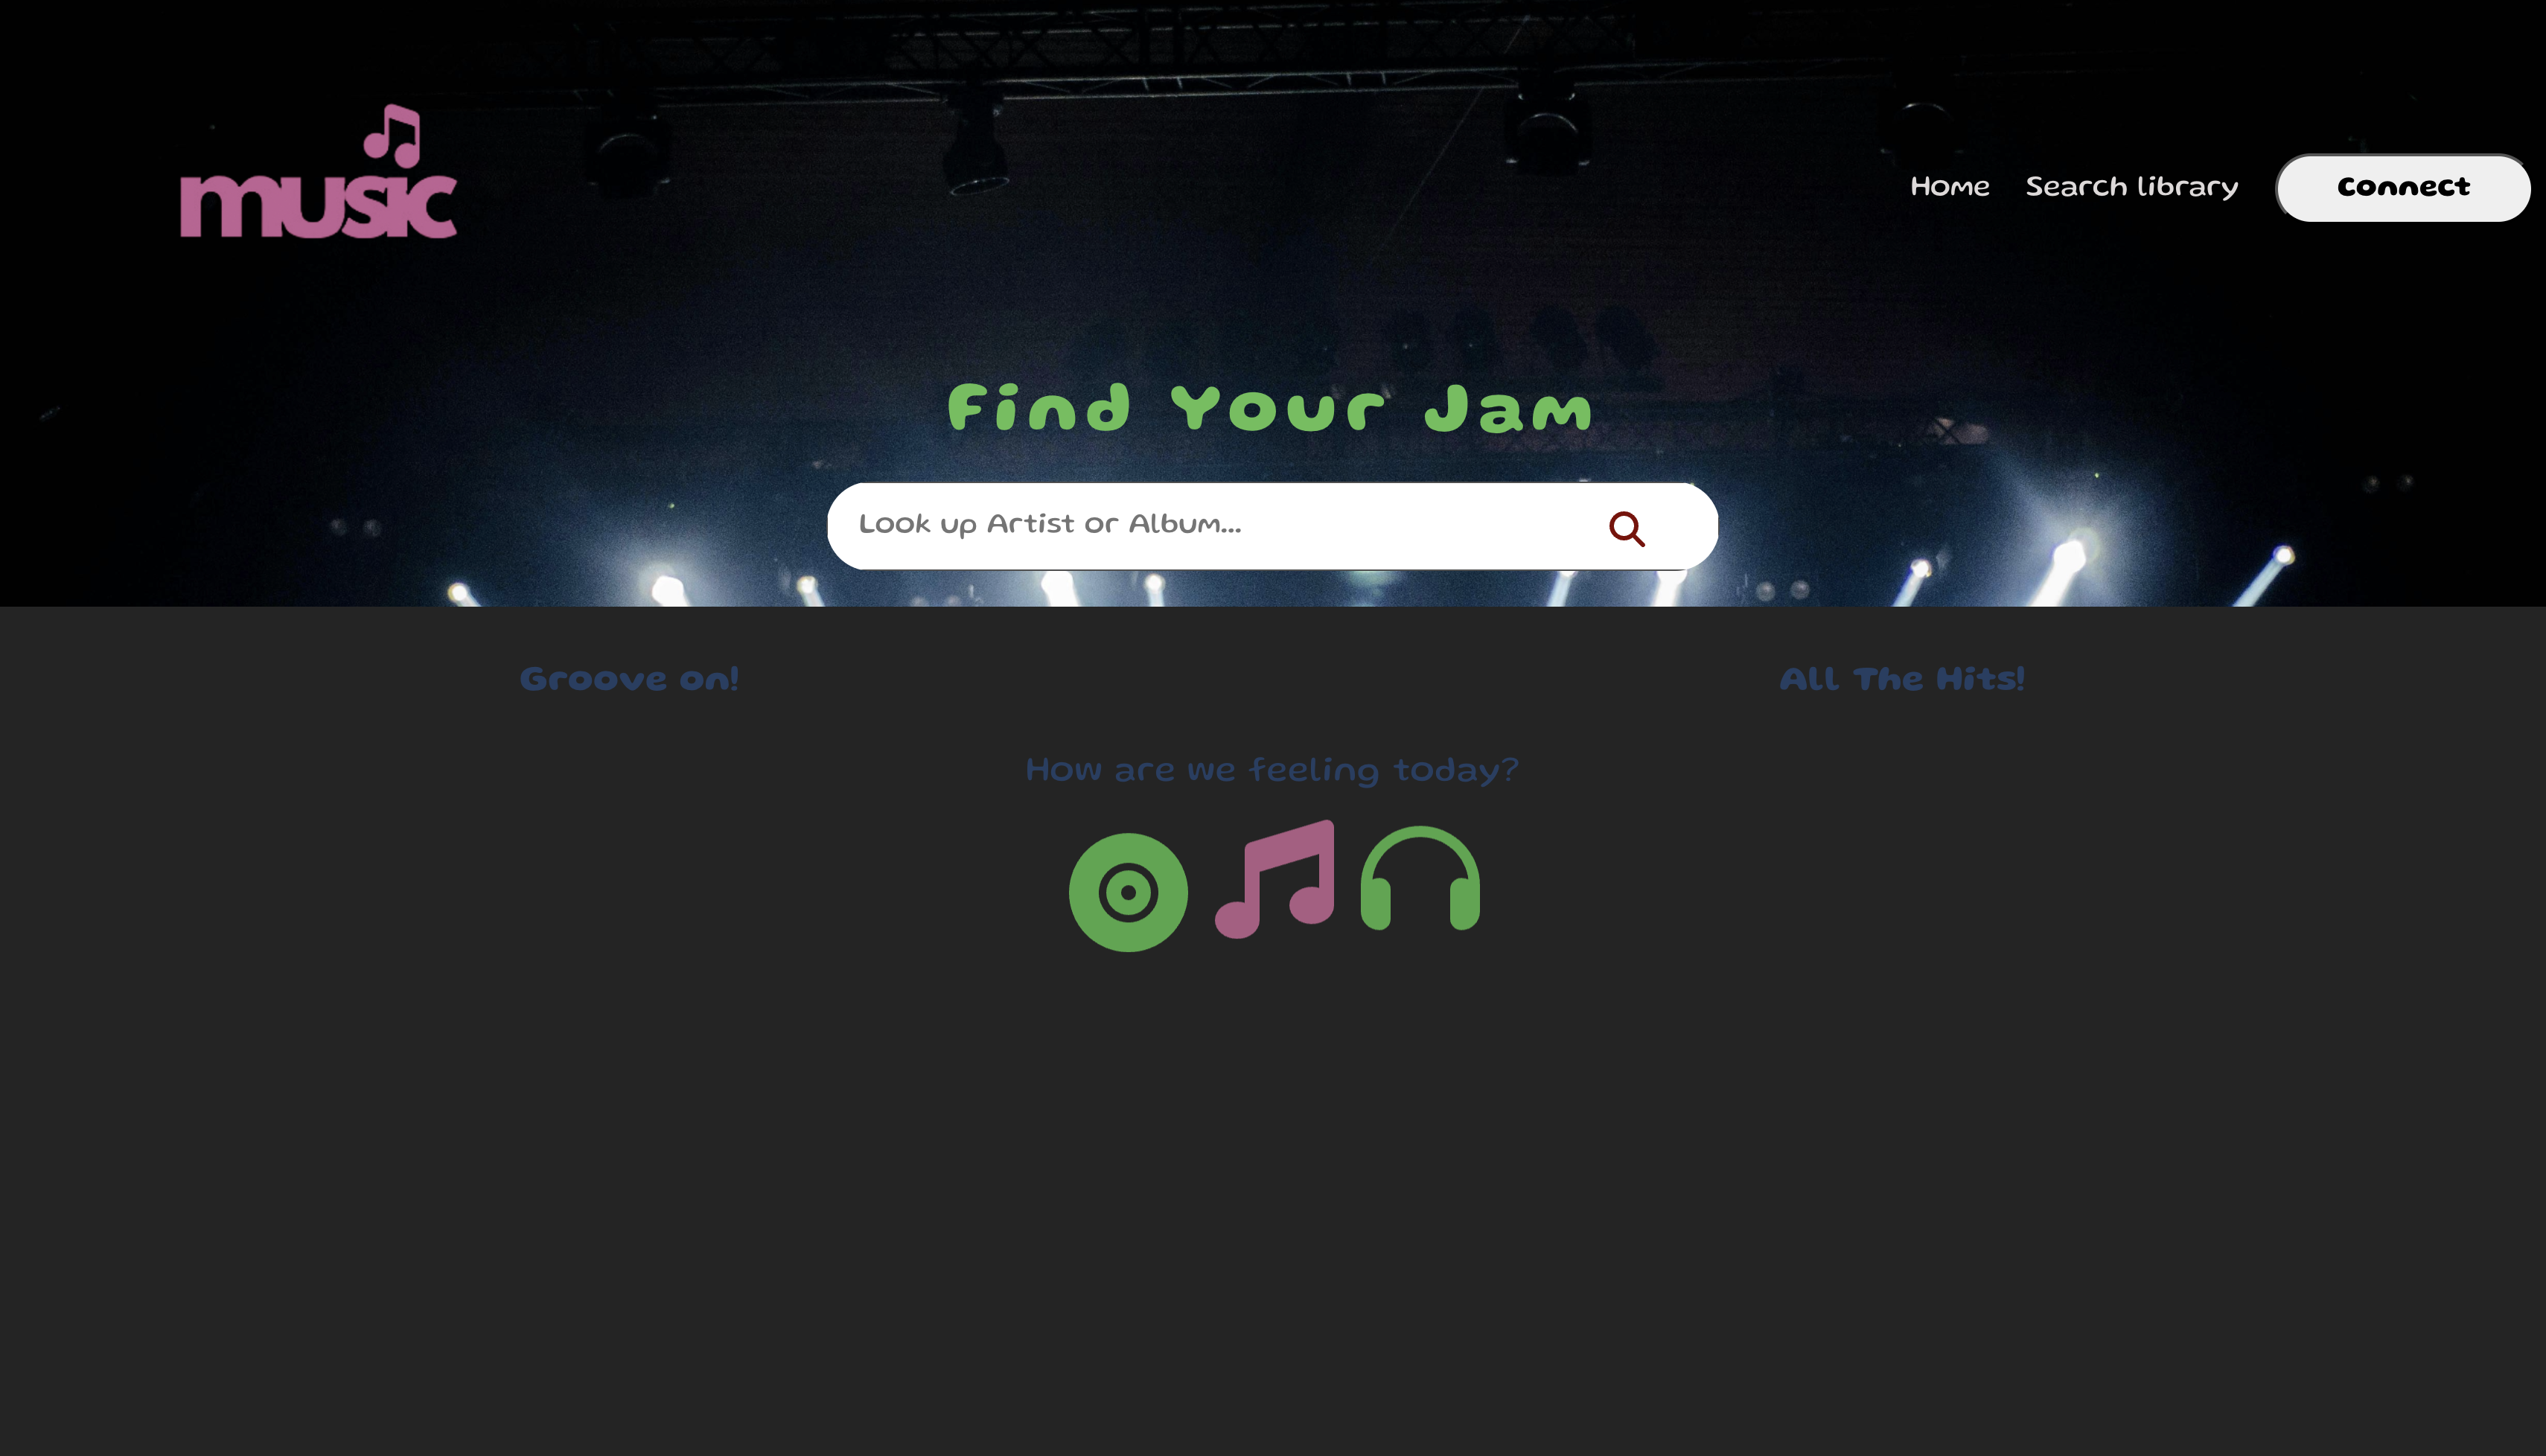 music
Home
Search library
Connect
Find Your Jam
Look up Artist or Album...
Groove on!
All The Hits!
How are we feeling today?